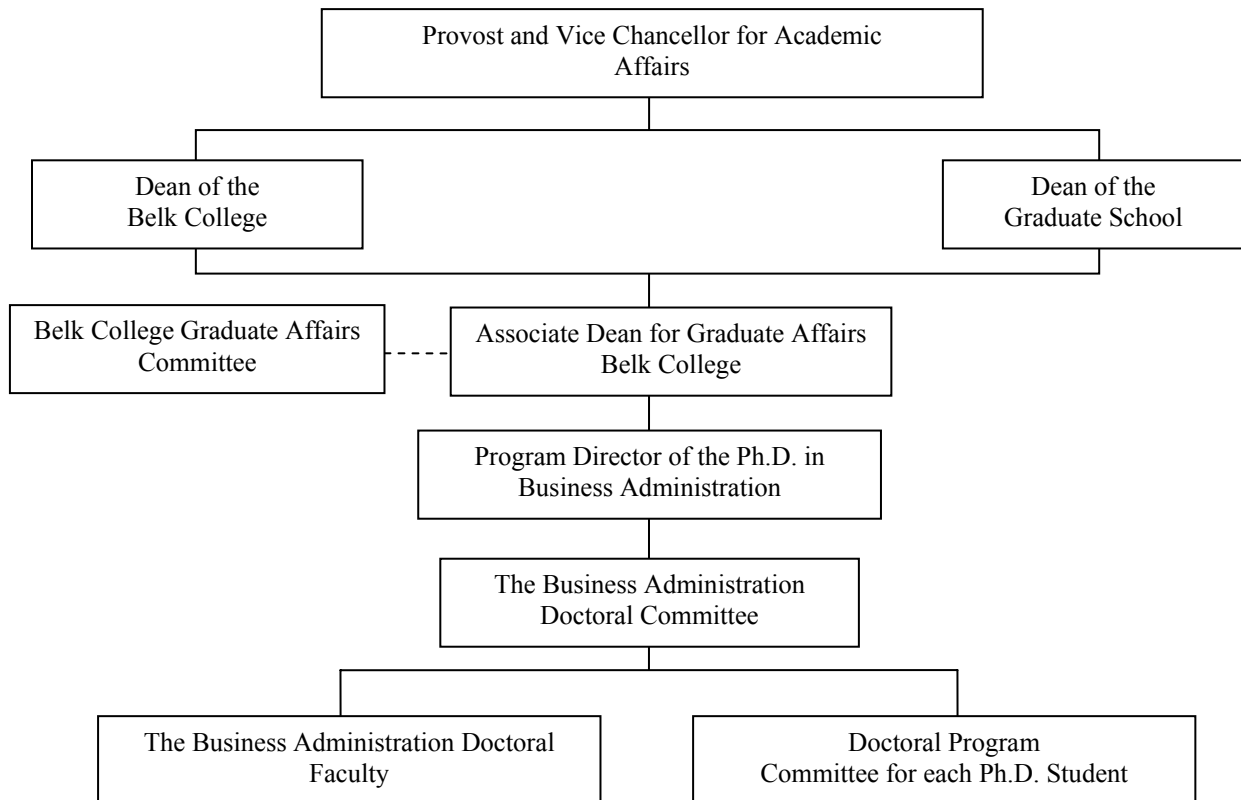 Provost and Vice Chancellor for Academic
Affairs
Dean of the
Belk College
Dean of the
Graduate School
Belk College Graduate Affairs
Committee
Associate Dean for Graduate Affairs
Belk College
Program Director of the Ph.D. in
Business Administration
The Business Administration
Doctoral Committee
The Business Administration Doctoral
Faculty
Doctoral Program
Committee for each Ph.D. Student